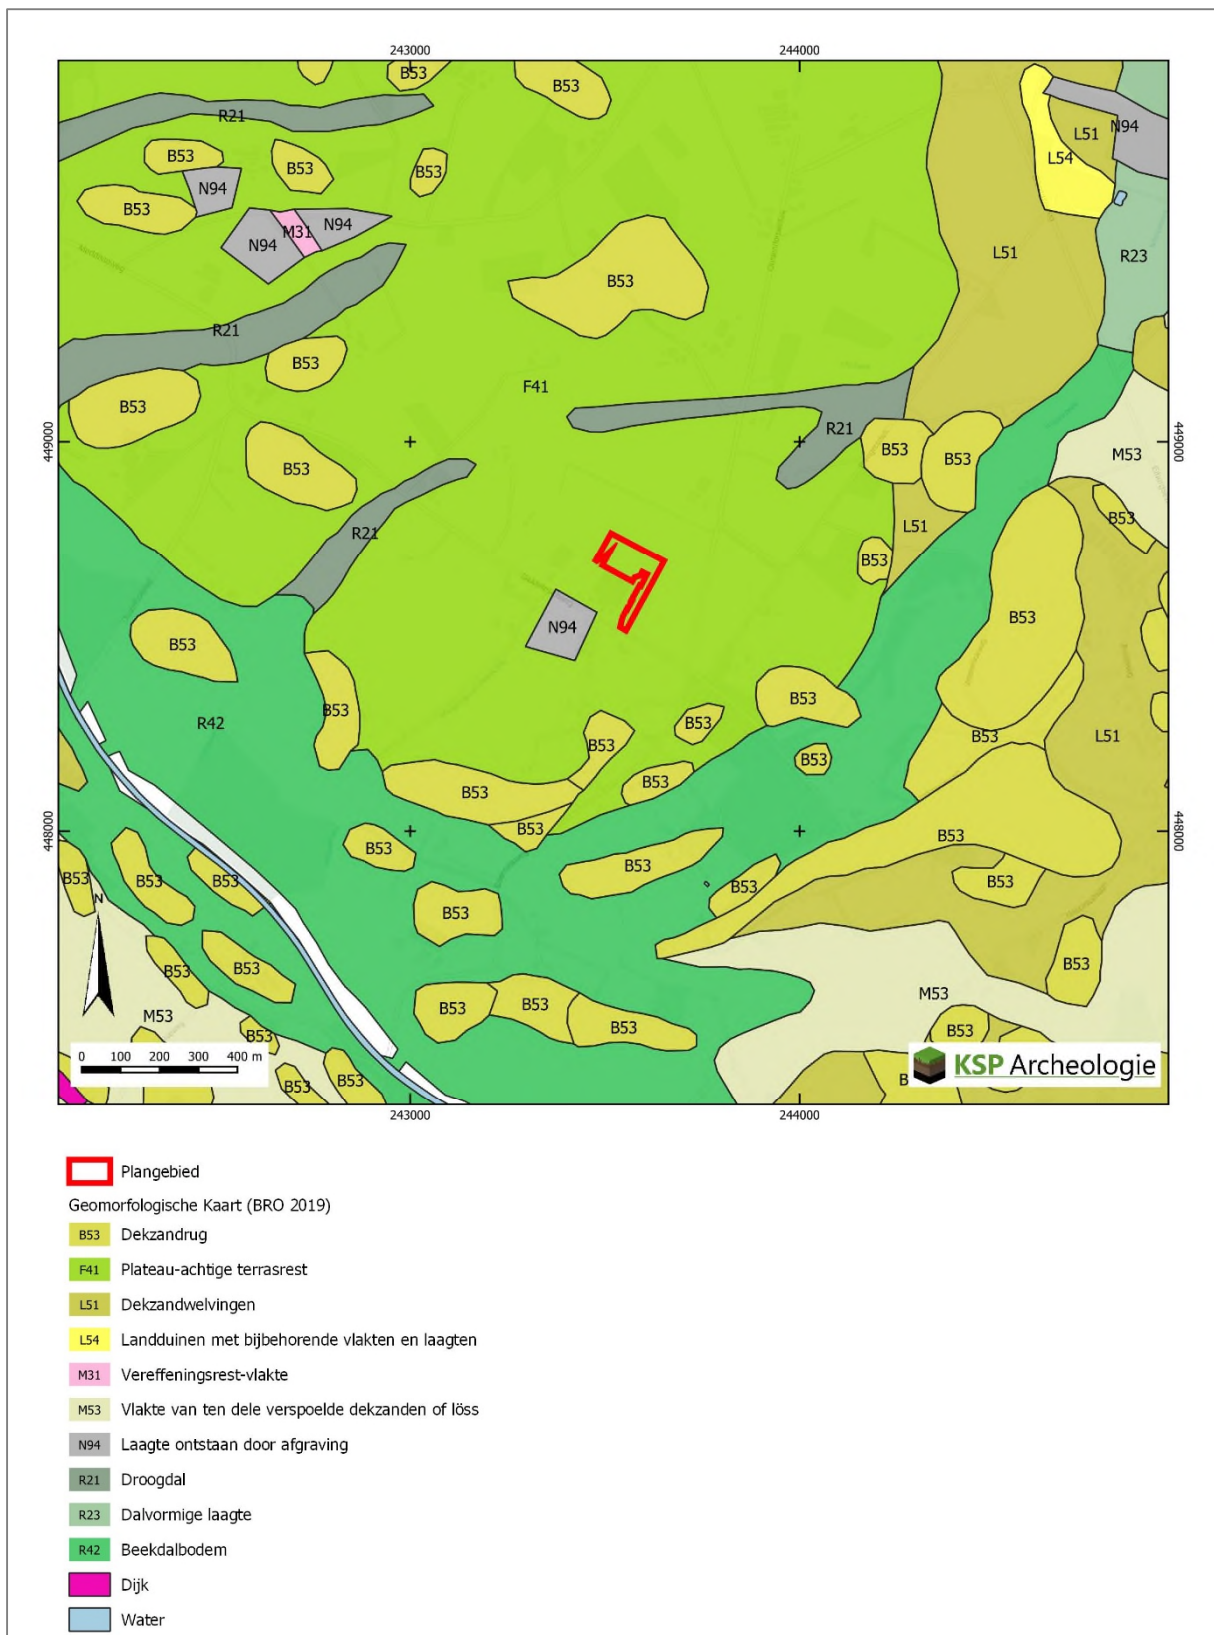 243000 244000
B53 B53
R21 N94
L51
B53 B53 B53 L54
N94
B53
N94 M31 N94
L51 R23
B53
R21
B53
F41
B53
449000 R21 449000
B53 B53 M53
B53
B53
L51
R21
B53
B53
N94
B53
B53
B53
R42 B53 B53 L51
B53
B53
B53
B53
448000 B53 B53 448000
B53
B53
B53 B53 B53 B53 B53
N
B53
B53
B53 B53
M53
B53 B53
M53 B53 B53
B53
0 100 200 300 400 m
KSP Archeologie
B53 B53
243000 244000
Plangebied
Geomorfologische Kaart (BRO 2019)
B53 Dekzandrug
F41 Plateau-achtige terrasrest
L51 Dekzandwelvingen
L54 Landduinen met bijbehorende vlakten en laagten
M31 Vereffeningsrest-vlakte
M53 Vlakte van ten dele verspoelde dekzanden of löss
N94 Laagte ontstaan door afgraving
R21 Droogdal
R23 Dalvormige laagte
R42 Beekdalbodem
Dijk
Water